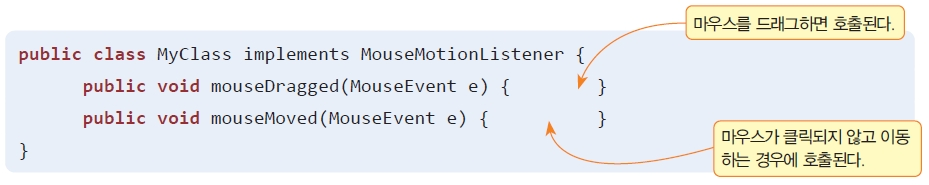 마우스를 드래그하면 호출된다.
public class MyClass implements MouseMotionListener {
public void mouseDragged(MouseEvent e) { }
public void mouseMoved(MouseEvent e) { }
}
마우스가 클릭되지 않고 이동
하는 경우에 호출된다.